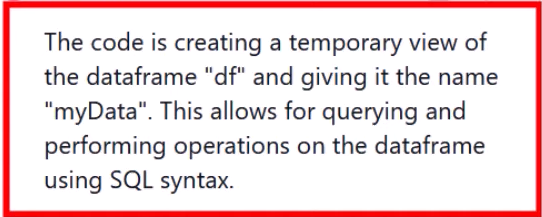 The code is creating a temporary view of
the dataframe "df" and giving it the name
"myData". This allows for querying and
performing operations on the dataframe
using SQL syntax.